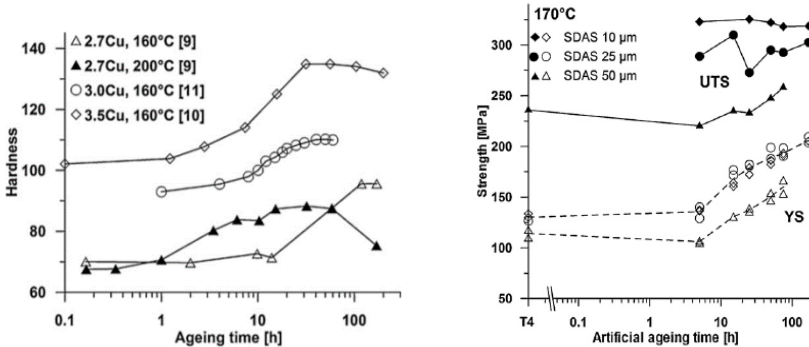 140
120
100
80
60
Hardness
2.7Cu, 160°C [9]
2.7Cu, 200°C [9]
3.0Cu, 160°C [11]
3.5Cu, 160°C [10]
0.1
1
10
100
Ageing time [h]
170°C
SDAS 10 µm
SDAS 25 µm
SDAS 50 µm
UTS
YS
300
250
200
150
100
50
Strength [MPa]
T4
0.1
1
10
100
Artificial ageing time [h]